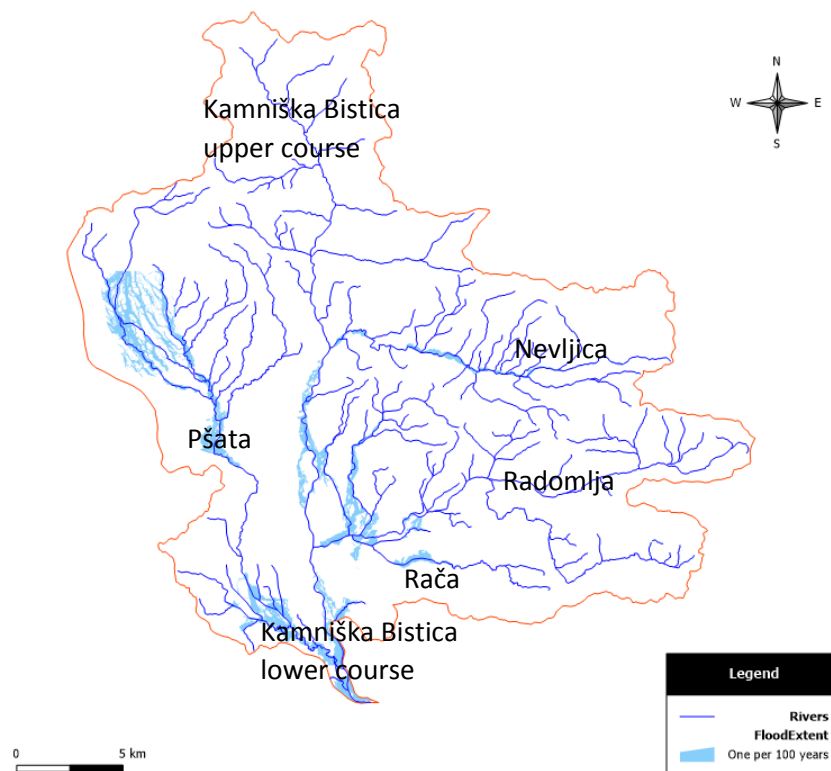 N
W E
S
Kamniška Bistica
upper course
Nevljica
Pšata
Radomlja
Rača
Kamniška Bistica
lower course
Legend
Rivers
FloodExtent
One per 100 years
0 5 km